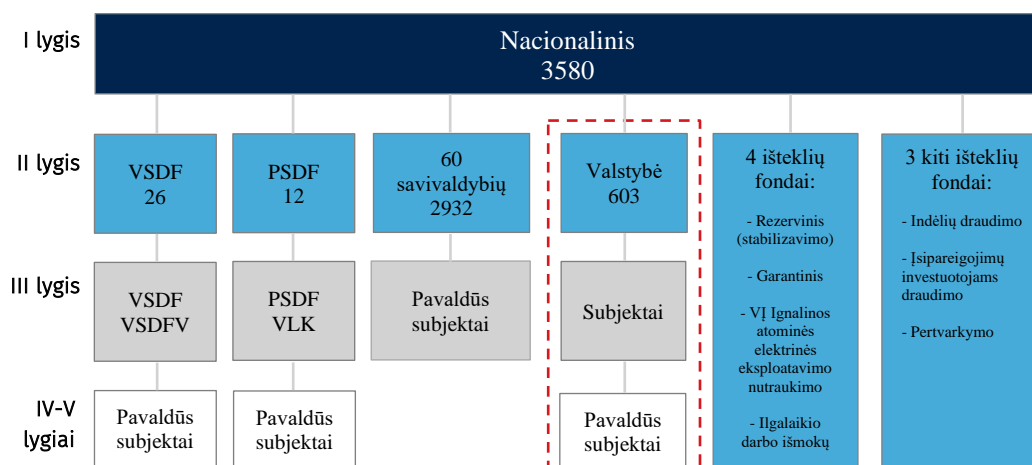 I lygis
Nacionalinis
3580
II lygis
VSDF
26
PSDF
12
60
savivaldybių
2932
Valstybė
603
4 išteklių
fondai:
- Rezervinis
(stabilizavimo)
- Garantinis
- VĮ Ignalinos
atominės
elektrinės
eksploatavimo
nutraukimo
- Ilgalaikio
darbo išmokų
3 kiti išteklių
fondai:
- Indėlių draudimo
- Įsipareigojimų
investuotojams
draudimo
- Pertvarkymo
III lygis
VSDF
VSDFV
PSDF
VLK
Pavaldūs
subjektai
Subjektai
IV-V
lygiai
Pavaldūs
subjektai
Pavaldūs
subjektai
Pavaldūs
subjektai